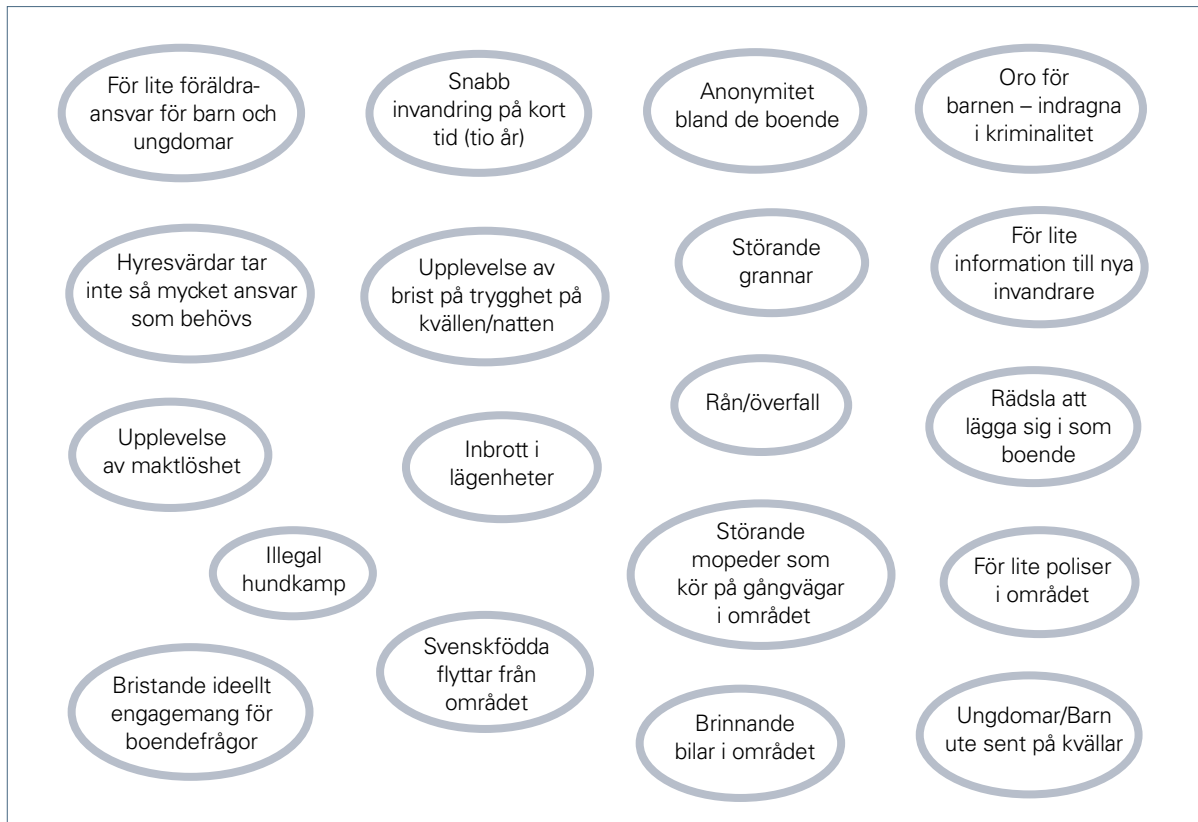 För lite föräldra-
ansvar för barn och
ungdomar
Snabb
invandring på kort
tid (tio år)
Anonymitet
bland de boende
Oro för
barnen – indragna
i kriminalitet
Hyresvärdar tar
inte så mycket ansvar
som behövs
Upplevelse av
brist på trygghet på
kvällen/natten
Störande
grannar
För lite
information till nya
invandrare
Upplevelse
av maktlöshet
Inbrott i
lägenheter
Rån/överfall
Rädsla att
lägga sig i som
boende
Illegal
hundkamp
Störande
mopeder som
kör på gångvägar
i området
För lite poliser
i området
Bristande ideellt
engagemang för
boendefrågor
Svenskfödda
flyttar från
området
Brinnande
bilar i området
Ungdomar/Barn
ute sent på kvällar